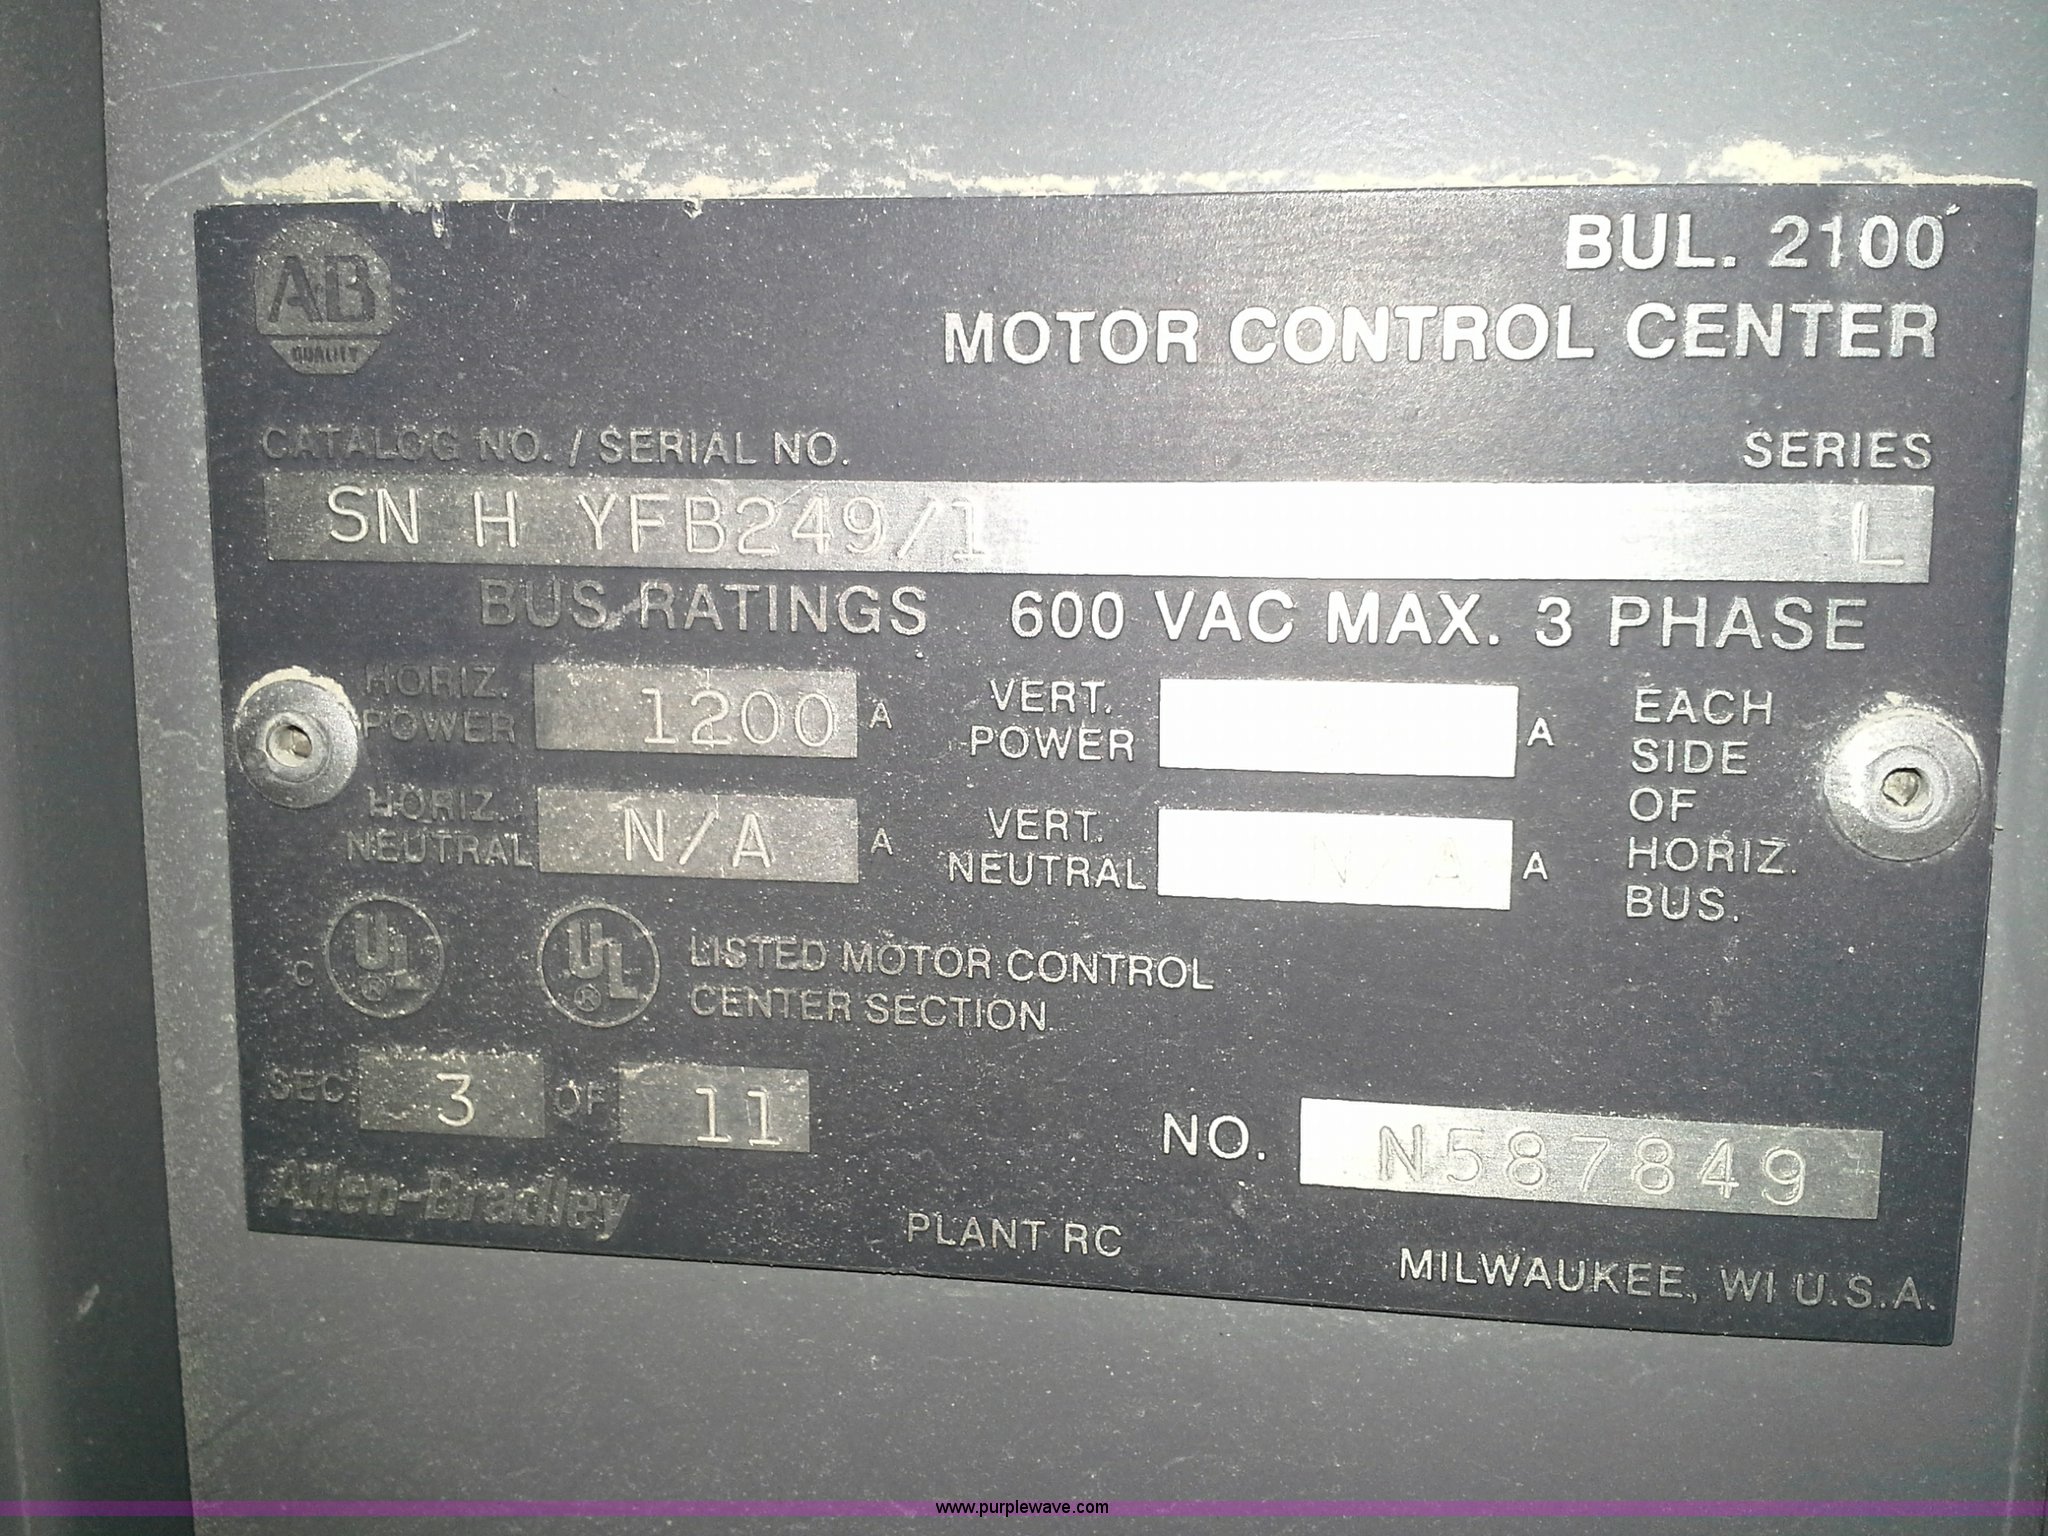 AB
QUALITY
BUL. 2100
MOTOR CONTROL CENTER
CATALOG NO. / SERIAL NO. SERIES
SN H YFB249/1 L
BUS RATINGS 600 VAC MAX. 3 PHASE
HORIZ. POWER 1200 A
VERT. POWER A
HORIZ. NEUTRAL N/A A
VERT. NEUTRAL N/A A
EACH
SIDE
OF
HORIZ.
BUS.
C UL ® UL ® LISTED MOTOR CONTROL
CENTER SECTION
SEC. 3 OF 11
NO. N587849
Allen-Bradley
PLANT RC
MILWAUKEE, WI U.S.A.
www.purplewave.com